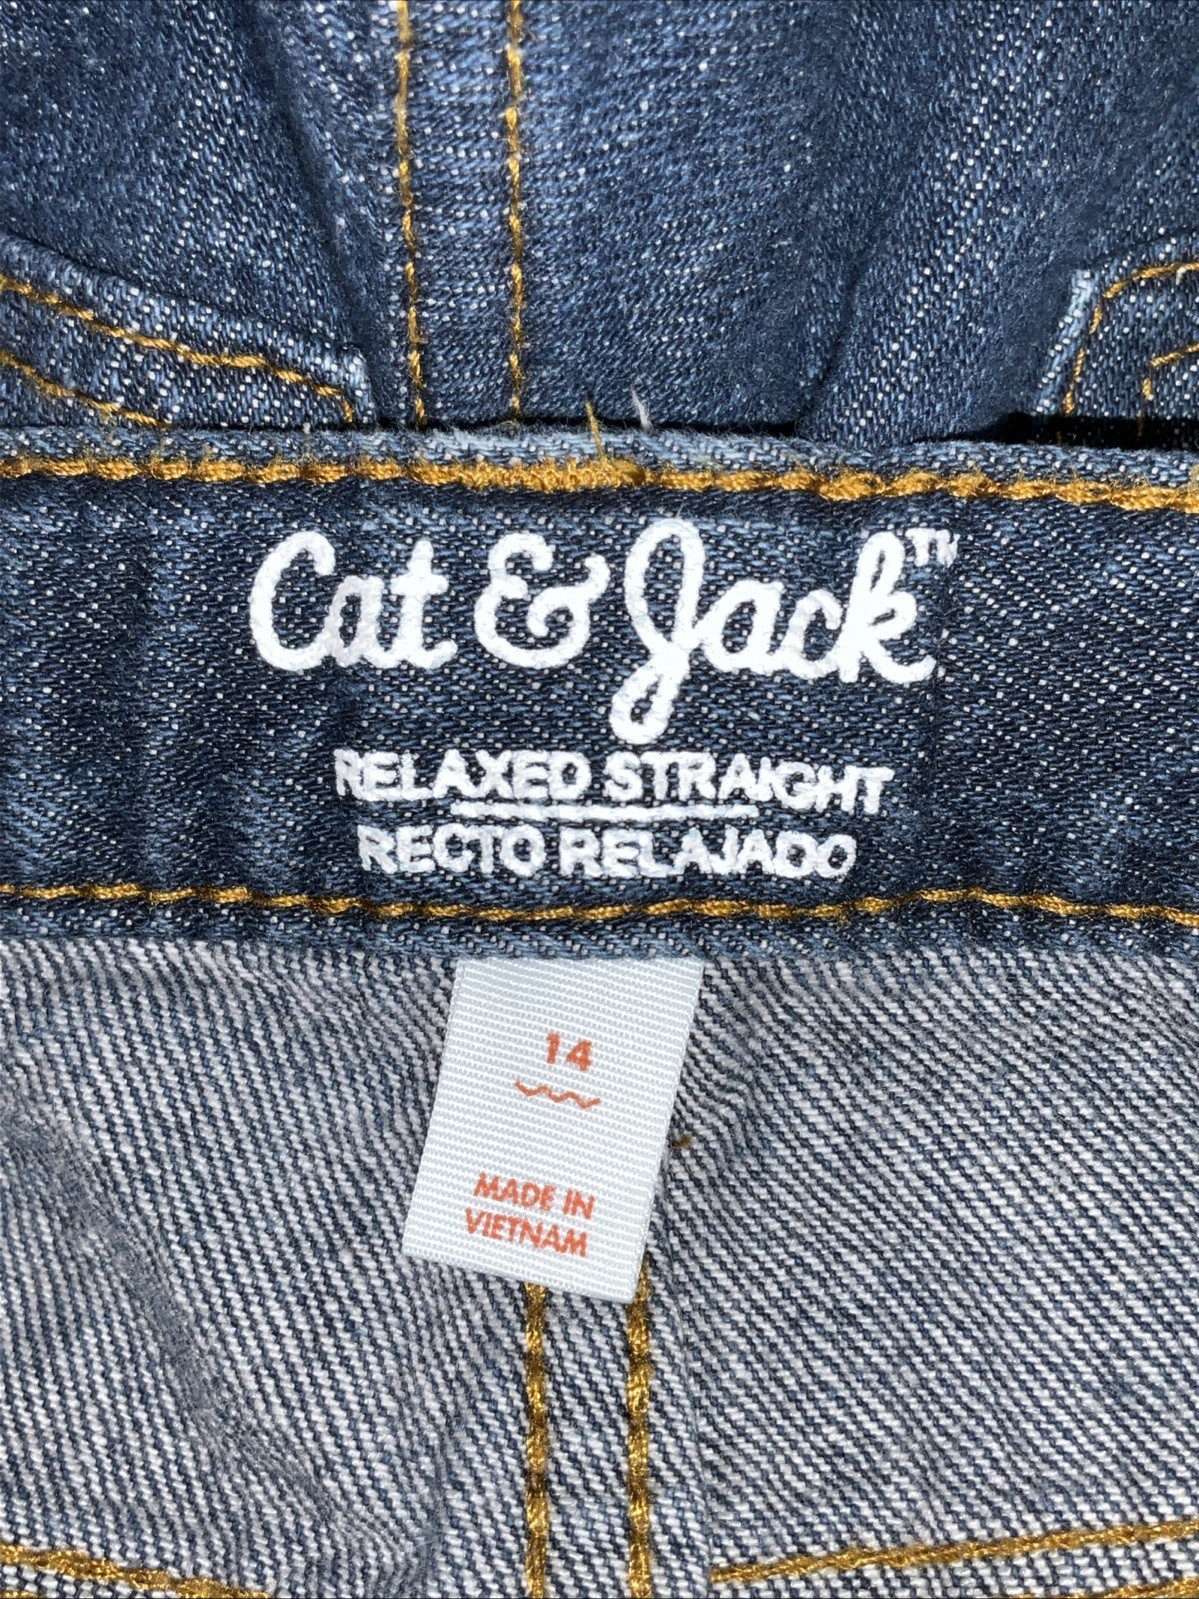 Cat & Jack™
RELAXED STRAIGHT
RECTO RELAJADO
14
MADE IN
VIETNAM